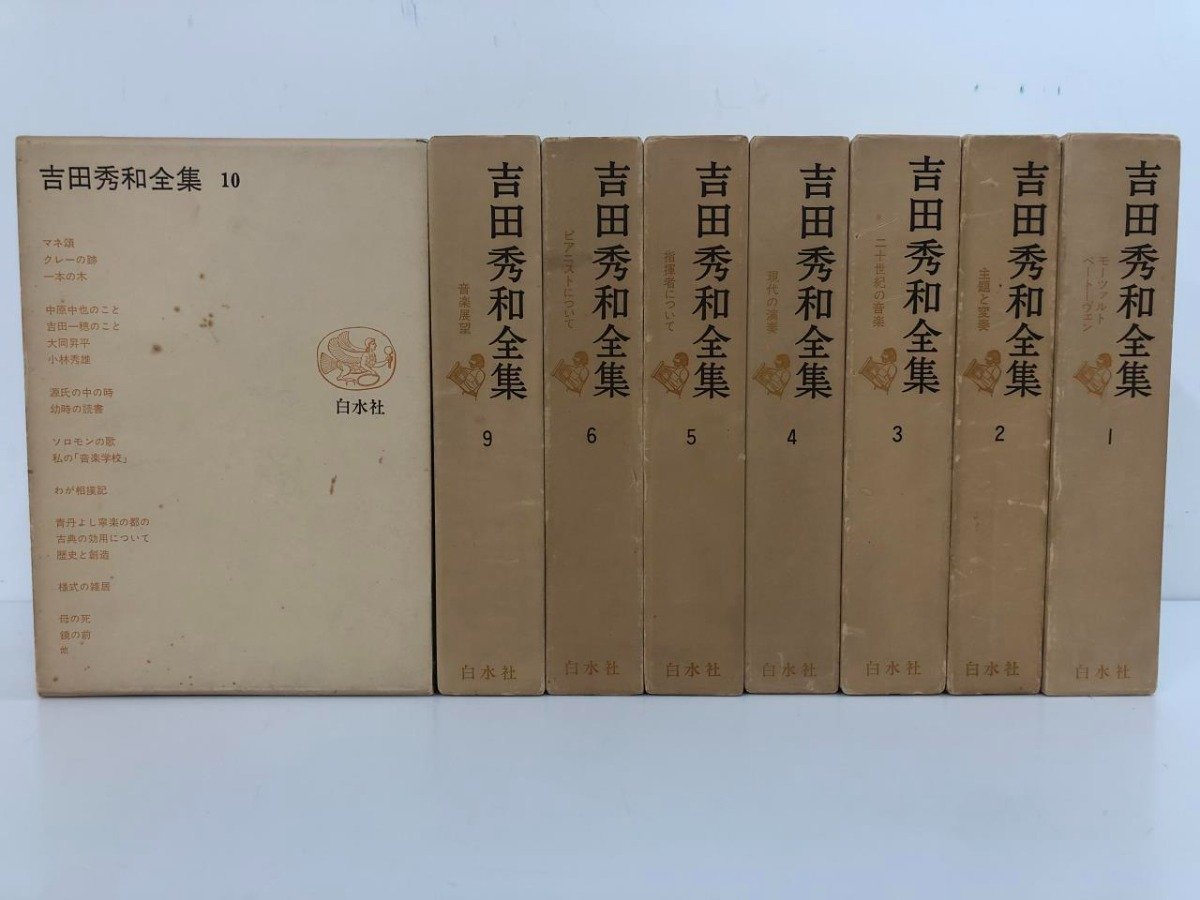 吉田秀和全集 10
マネ頌
クレーの跡
一本の木
中原中也のこと
吉田一穂のこと
大岡昇平
小林秀雄
源氏の中の時
幼時の読書
ソロモンの歌
私の「音楽学校」
わが相撲記
青丹よし寧楽の都の
古典の効用について
歴史と創造
様式の雑居
母の死
鏡の前
他
白水社
吉田秀和全集
音楽展望
9
白水社
吉田秀和全集
ピアニストについて
6
白水社
吉田秀和全集
指揮者について
5
白水社
吉田秀和全集
現代の演奏
4
白水社
吉田秀和全集
二十世紀の音楽
3
白水社
吉田秀和全集
主題と変奏
2
白水社
吉田秀和全集
モーツァルト
ベートーヴェン
1
白水社